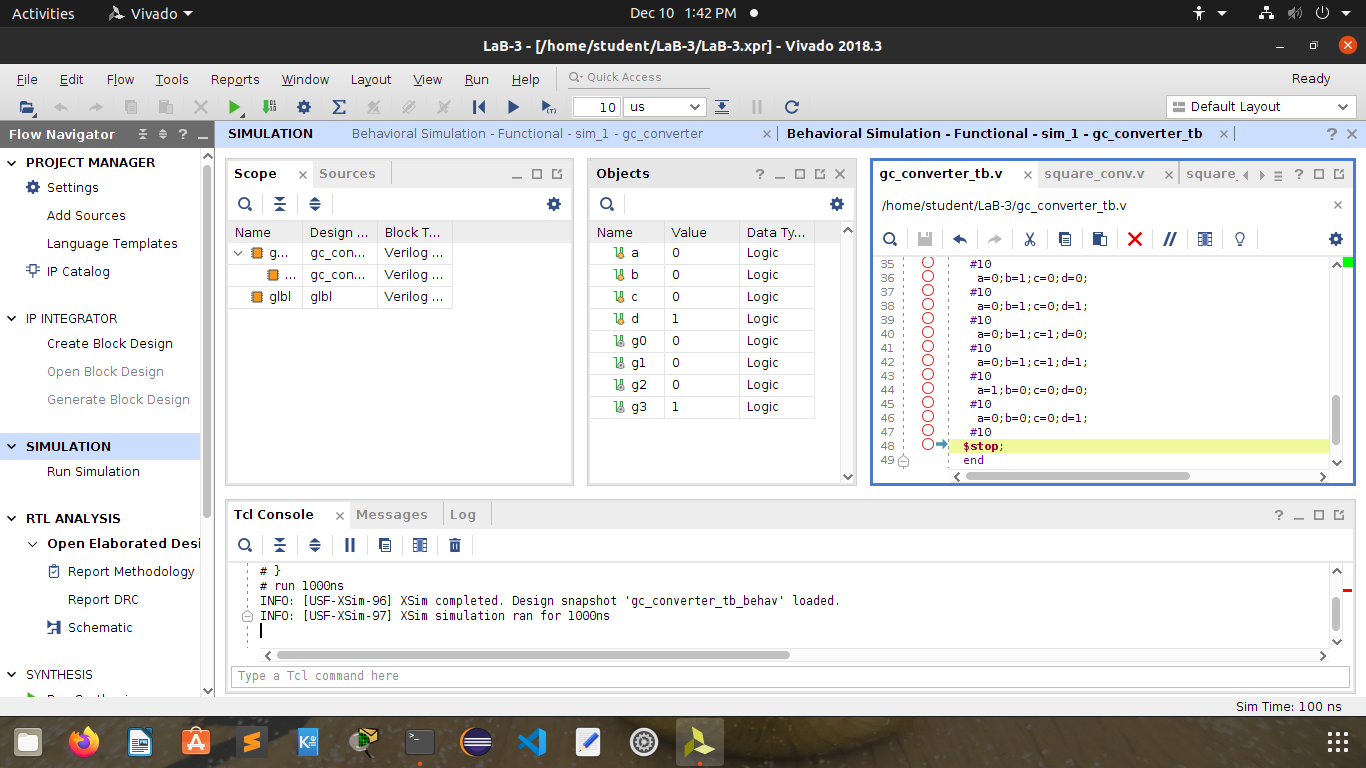 Activities
Vivado
Dec 10 1:42 PM
LaB-3 - [/home/student/LaB-3/LaB-3.xpr] - Vivado 2018.3
File Edit Flow Tools Reports Window Layout View Run Help
Quick Access
Ready
10 us
Default Layout
Flow Navigator
PROJECT MANAGER
Settings
Add Sources
Language Templates
IP Catalog
IP INTEGRATOR
Create Block Design
Open Block Design
Generate Block Design
SIMULATION
Run Simulation
RTL ANALYSIS
Open Elaborated Desi
Report Methodology
Report DRC
Schematic
SYNTHESIS
SIMULATION
Behavioral Simulation - Functional - sim_1 - gc_converter
Behavioral Simulation - Functional - sim_1 - gc_converter_tb
Scope Sources
Name Design ... Block T...
g... gc_con... Verilog ...
... gc_con... Verilog ...
glbl glbl Verilog ...
Objects
Name Value Data Ty...
a 0 Logic
b 0 Logic
c 0 Logic
d 1 Logic
g0 0 Logic
g1 0 Logic
g2 0 Logic
g3 1 Logic
gc_converter_tb.v square_conv.v square_
/home/student/LaB-3/gc_converter_tb.v
35 #10
36 a=0;b=1;c=0;d=0;
37 #10
38 a=0;b=1;c=0;d=1;
39 #10
40 a=0;b=1;c=1;d=0;
41 #10
42 a=0;b=1;c=1;d=1;
43 #10
44 a=1;b=0;c=0;d=0;
45 #10
46 a=0;b=0;c=0;d=1;
47 #10
48 $stop;
49 end
Tcl Console Messages Log
# }
# run 1000ns
INFO: [USF-XSim-96] XSim completed. Design snapshot 'gc_converter_tb_behav' loaded.
INFO: [USF-XSim-97] XSim simulation ran for 1000ns
Type a Tcl command here
Sim Time: 100 ns